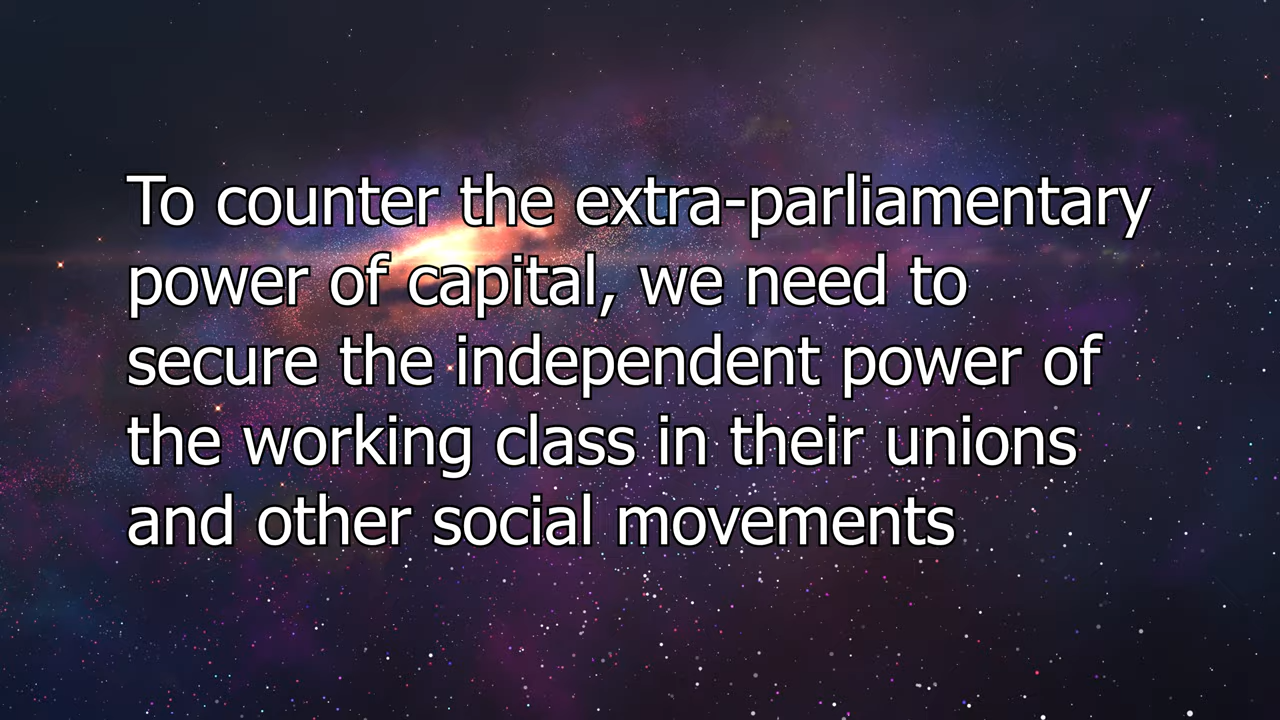 To counter the extra-parliamentary
power of capital, we need to
secure the independent power of
the working class in their unions
and other social movements